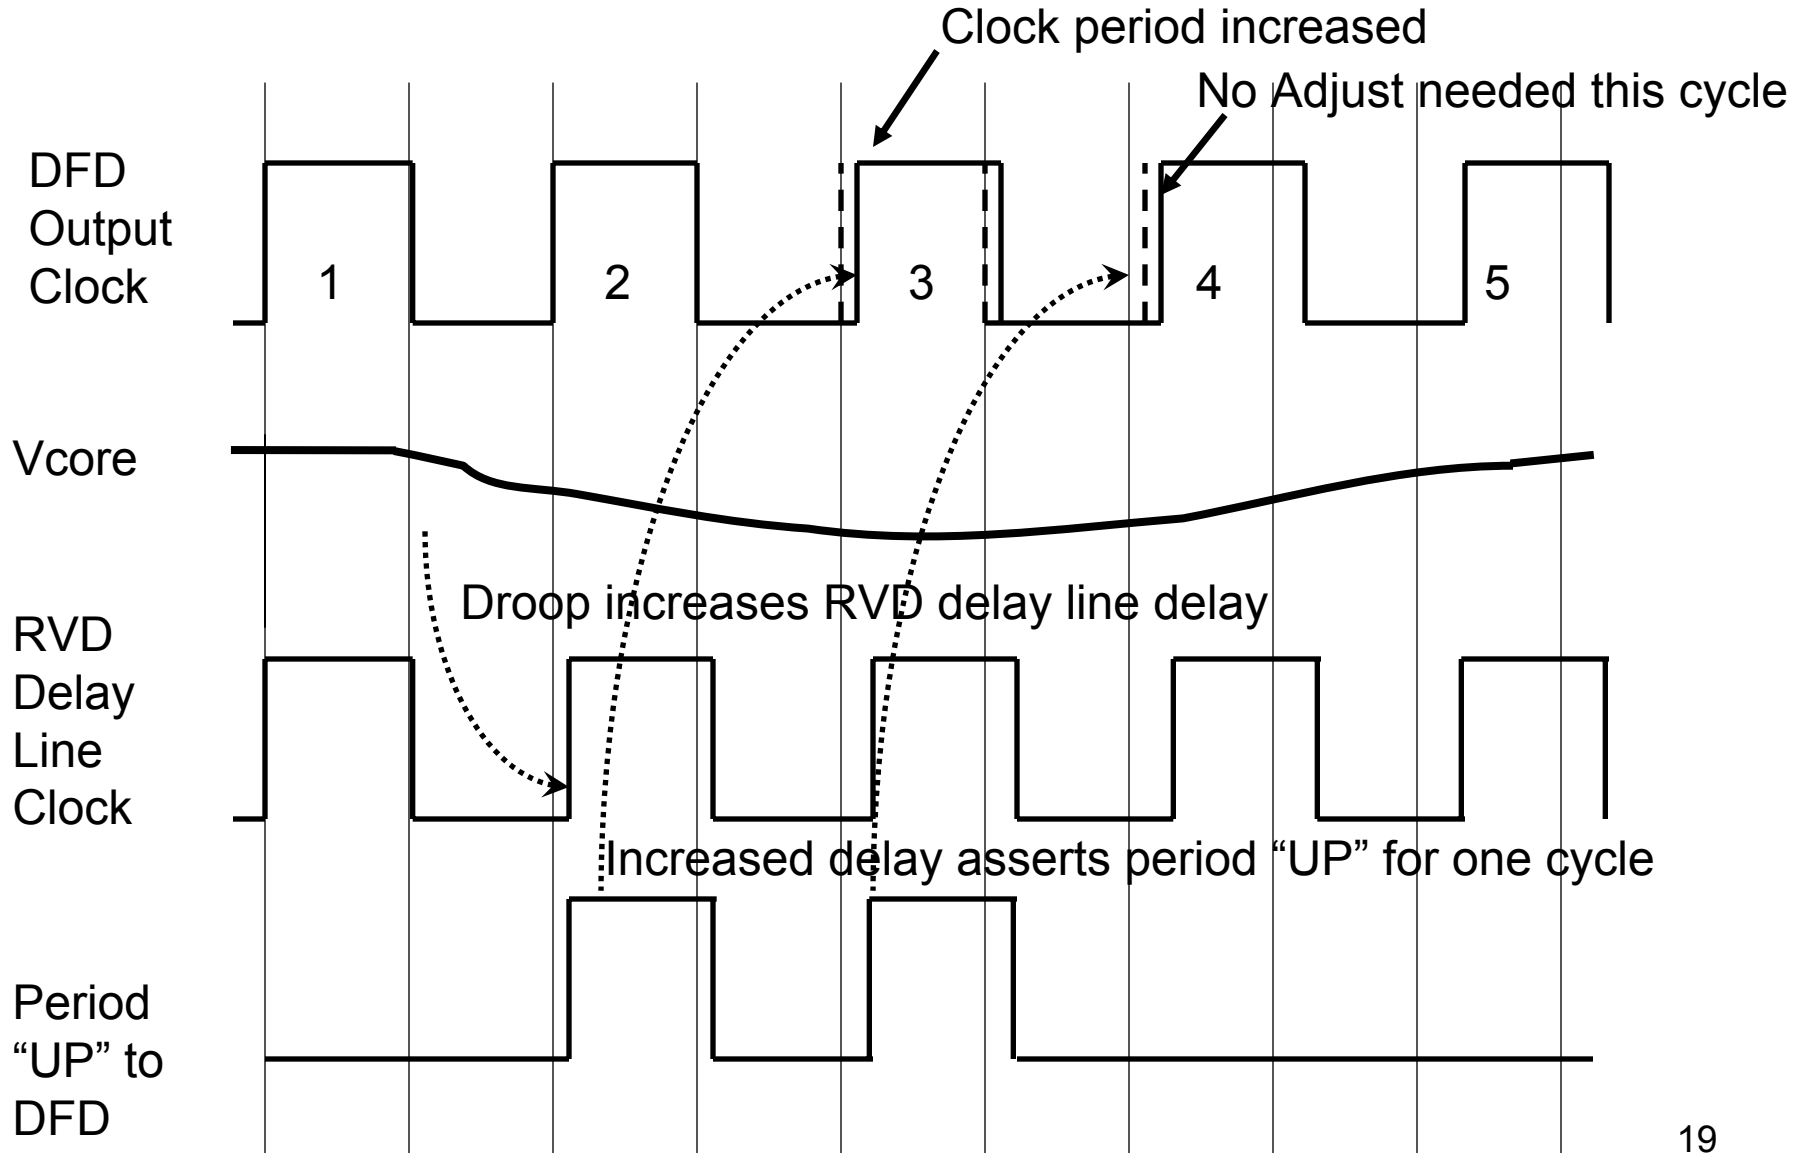 Clock period increased
No Adjust needed this cycle
DFD
Output
Clock
1
2
3
4
5
Vcore
Droop increases RVD delay line delay
RVD
Delay
Line
Clock
Increased delay asserts period “UP” for one cycle
Period
“UP” to
DFD
19